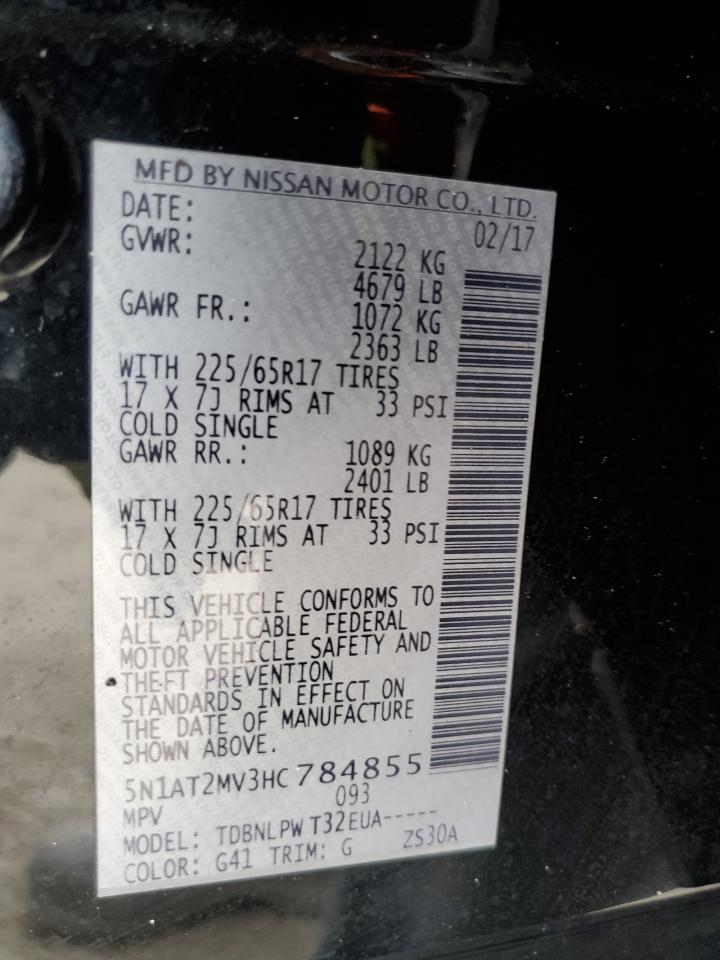 MFD BY NISSAN MOTOR CO., LTD.
DATE: 02/17
GVWR: 2122 KG
4679 LB
GAWR FR.: 1072 KG
2363 LB
WITH 225/65R17 TIRES
17 X 7J RIMS AT 33 PSI
COLD SINGLE
GAWR RR.: 1089 KG
2401 LB
WITH 225/65R17 TIRES
17 X 7J RIMS AT 33 PSI
COLD SINGLE
THIS VEHICLE CONFORMS TO
ALL APPLICABLE FEDERAL
MOTOR VEHICLE SAFETY AND
THEFT PREVENTION
STANDARDS IN EFFECT ON
THE DATE OF MANUFACTURE
SHOWN ABOVE.
5N1AT2MV3HC784855
MPV 093
MODEL: TDBNLPW T32EUA-----
COLOR: G41 TRIM: G ZS30A